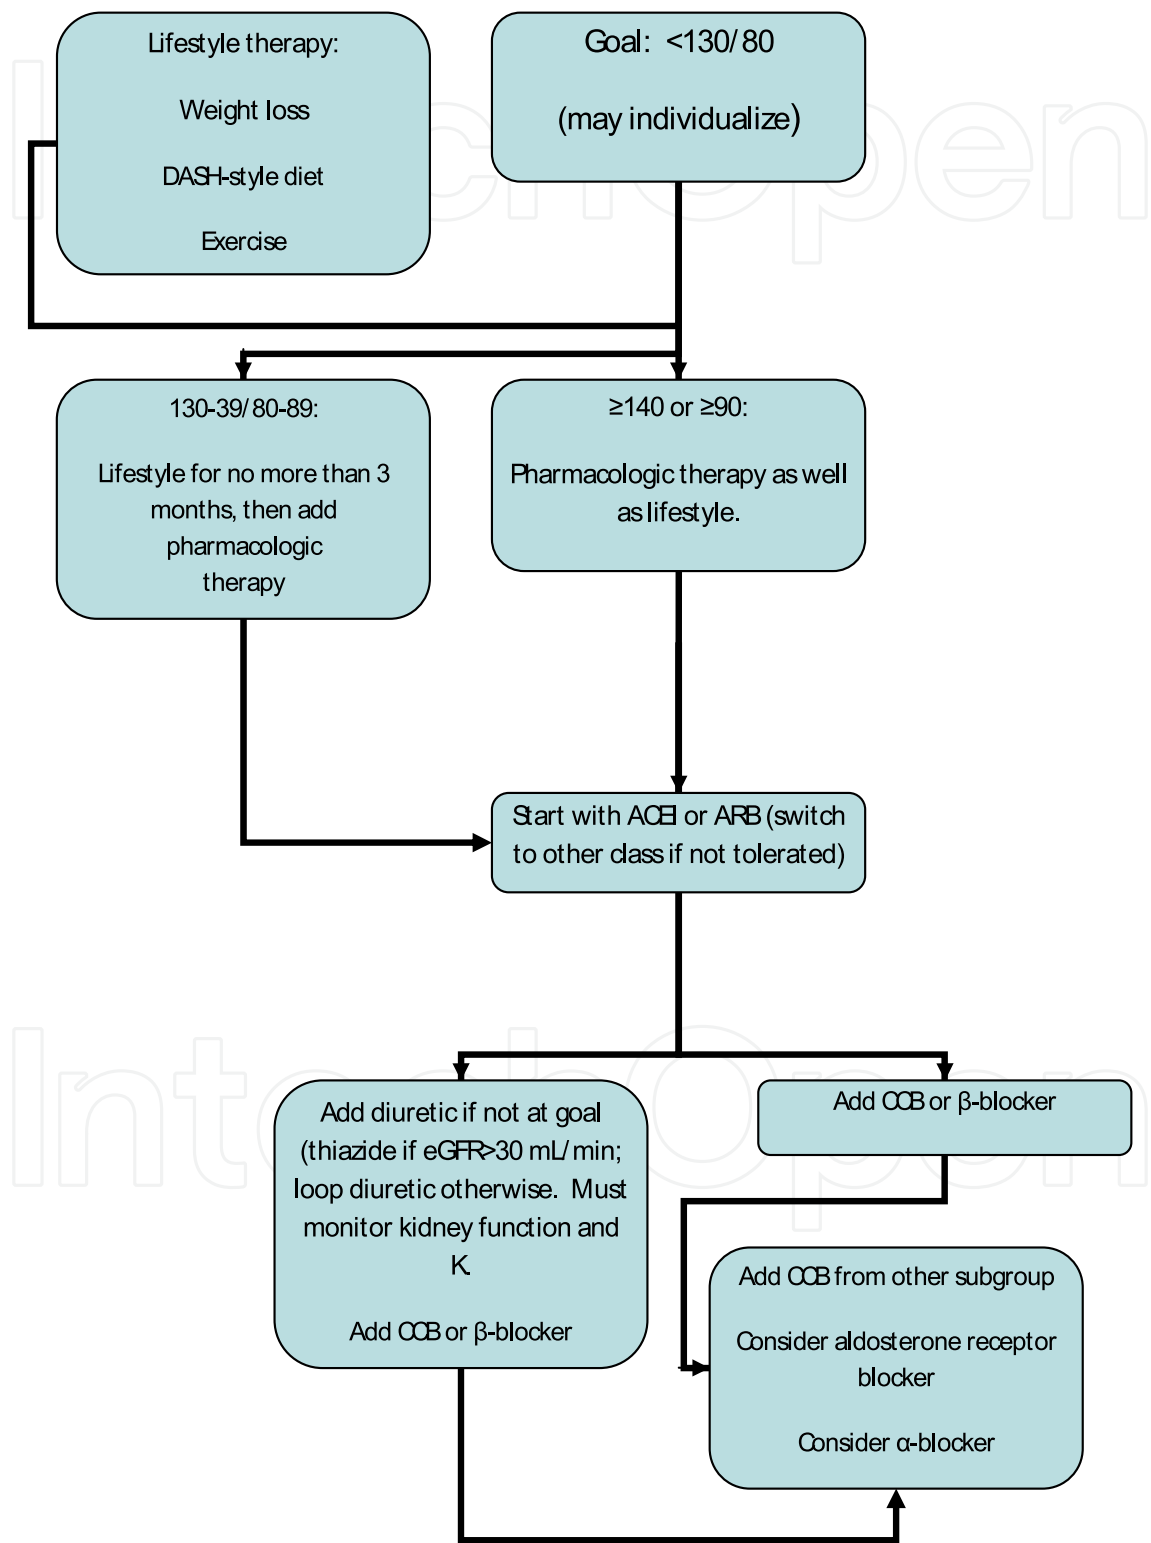 Lifestyle therapy:
Weight loss
DASH-style diet
Exercise
Goal: <130/80
(may individualize)
130-39/80-89:
Lifestyle for no more than 3
months, then add
pharmacologic
therapy
≥140 or ≥90:
Pharmacologic therapy as well
as lifestyle.
Start with ACEI or ARB (switch
to other class if not tolerated)
Add diuretic if not at goal
(thiazide if eGFR>30 mL/min;
loop diuretic otherwise. Must
monitor kidney function and
K.
Add CCB or β-blocker
Add CCB or β-blocker
Add CCB from other subgroup
Consider aldosterone receptor
blocker
Consider α-blocker
IntechOpen
IntechOpen